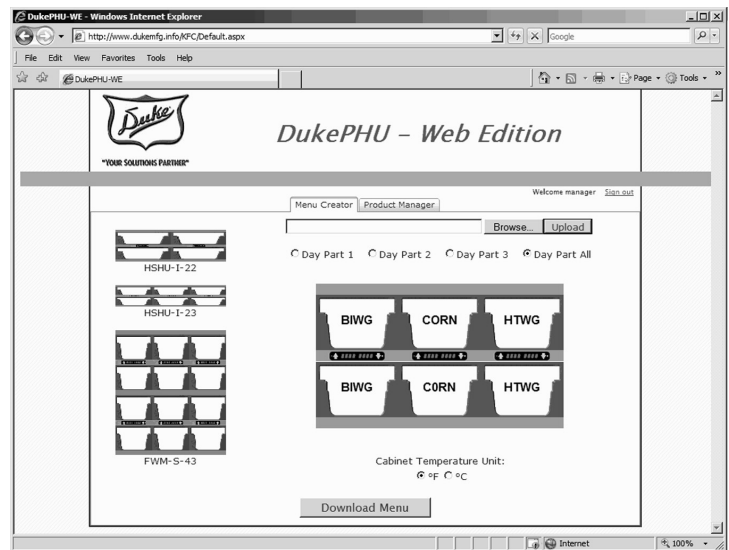 DukePHU-WE - Windows Internet Explorer
http://www.dukemfg.info/KFC/Default.aspx
Google
File Edit View Favorites Tools Help
DukePHU-WE
Page Tools
Duke
"YOUR SOLUTIONS PARTNER"
DukePHU - Web Edition
Welcome manager Sign out
Menu Creator Product Manager
Browse... Upload
Day Part 1 Day Part 2 Day Part 3 Day Part All
HSHU-I-22
HSHU-I-23
FWM-S-43
BIWG CORN HTWG
#### #### #### #### #### ####
BIWG C0RN HTWG
Cabinet Temperature Unit:
°F °C
Download Menu
Internet 100%